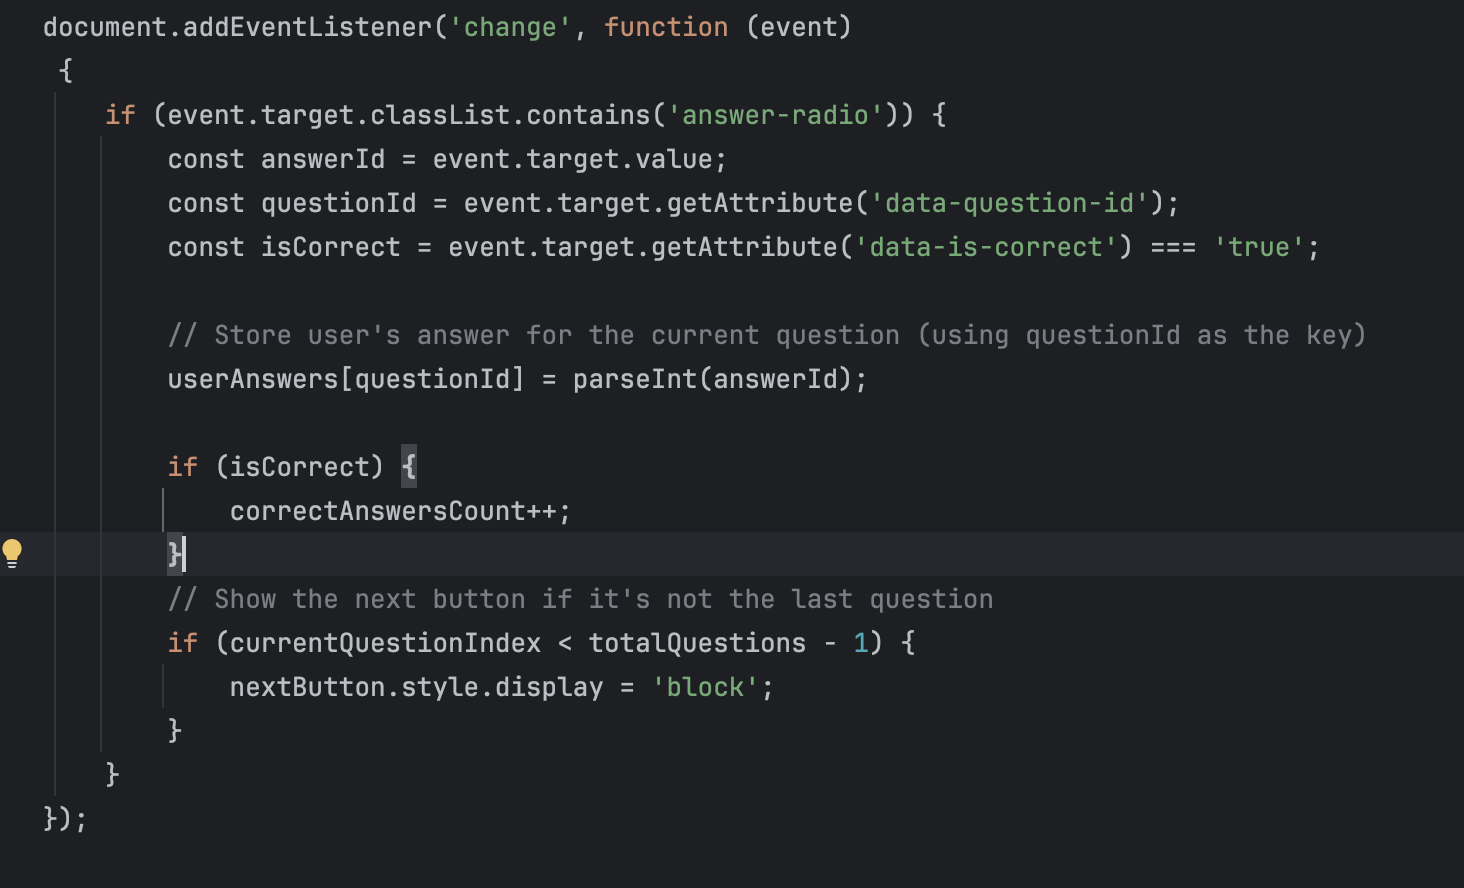 document.addEventListener('change', function (event)
{
if (event.target.classList.contains('answer-radio')) {
const answerId = event.target.value;
const questionId = event.target.getAttribute('data-question-id');
const isCorrect = event.target.getAttribute('data-is-correct') === 'true';
// Store user's answer for the current question (using questionId as the key)
userAnswers[questionId] = parseInt(answerId);
if (isCorrect) {
correctAnswersCount++;
}
// Show the next button if it's not the last question
if (currentQuestionIndex < totalQuestions - 1) {
nextButton.style.display = 'block';
}
}
});